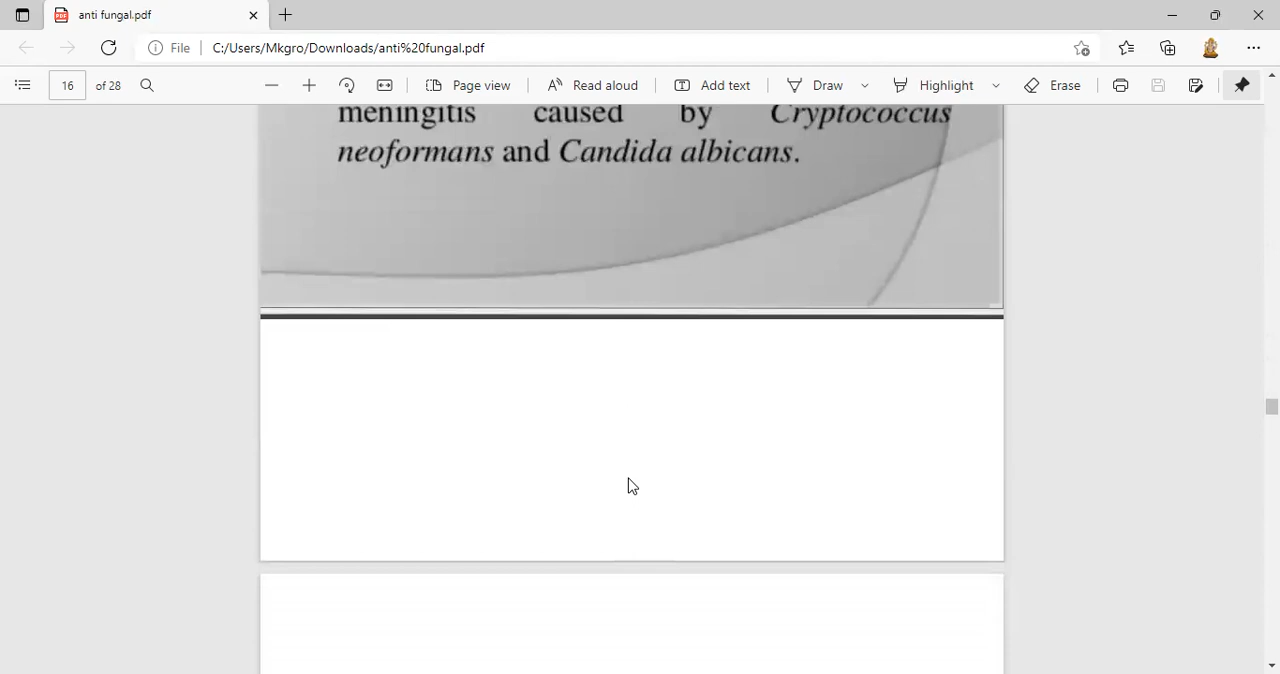 anti fungal.pdf
File C:/Users/Mkgro/Downloads/anti%20fungal.pdf
16 of 28 Page view Read aloud Add text Draw Highlight Erase
meningitis caused by Cryptococcus
neoformans and Candida albicans.